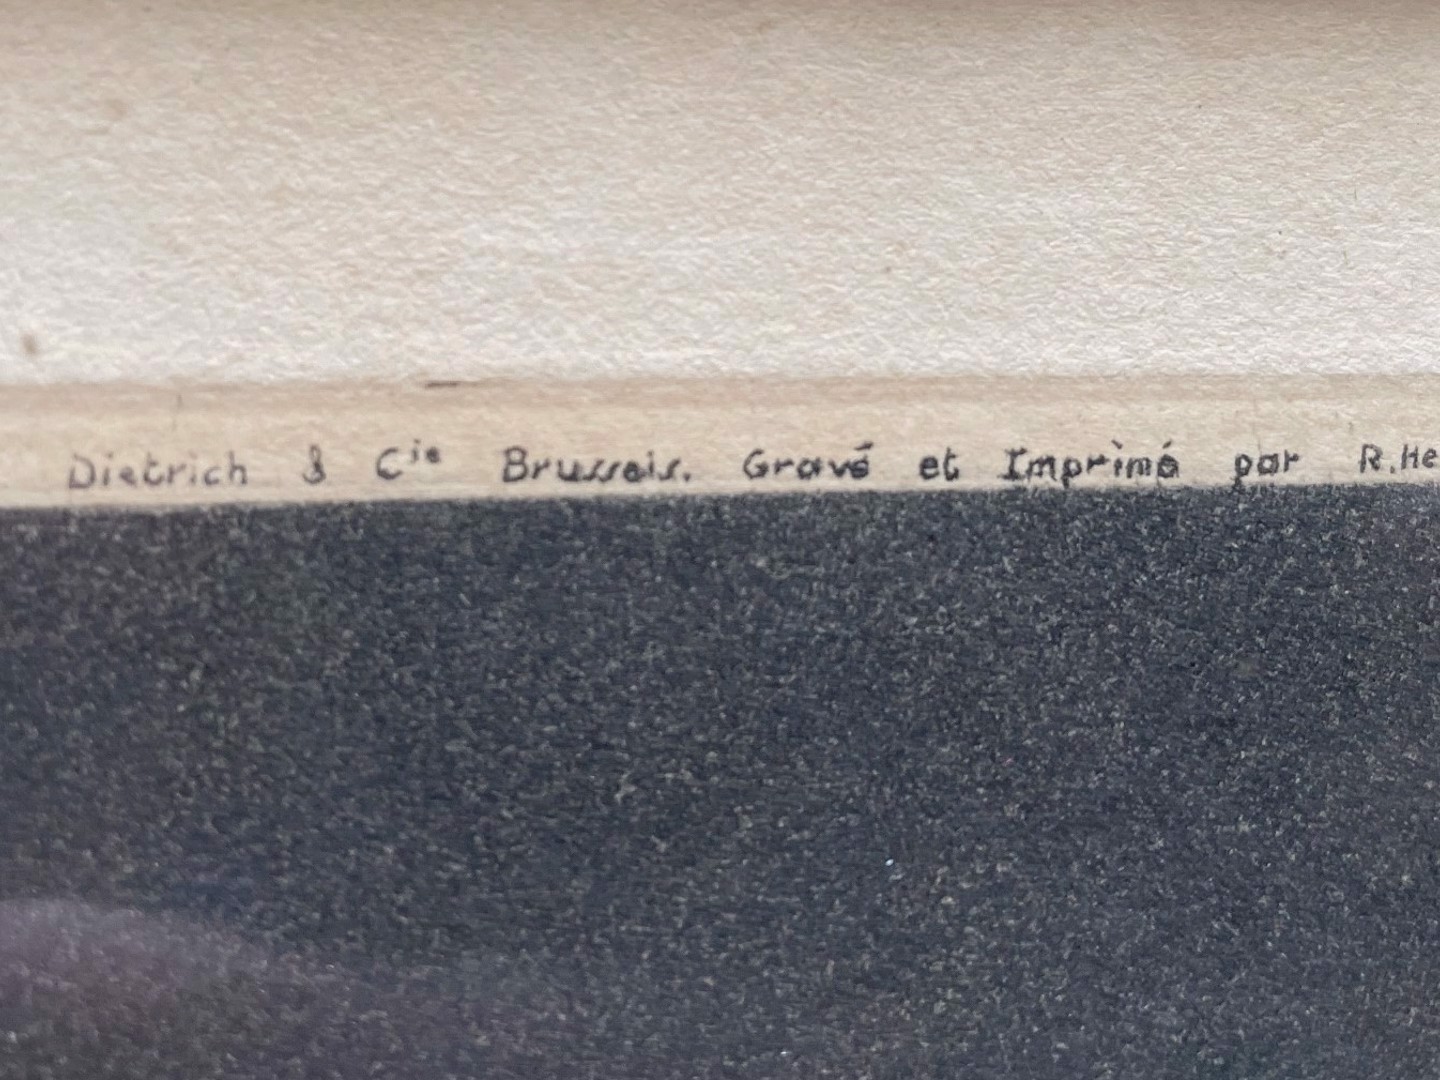 Dietrich & Cie Brussels. Gravé et Imprimé par R.He